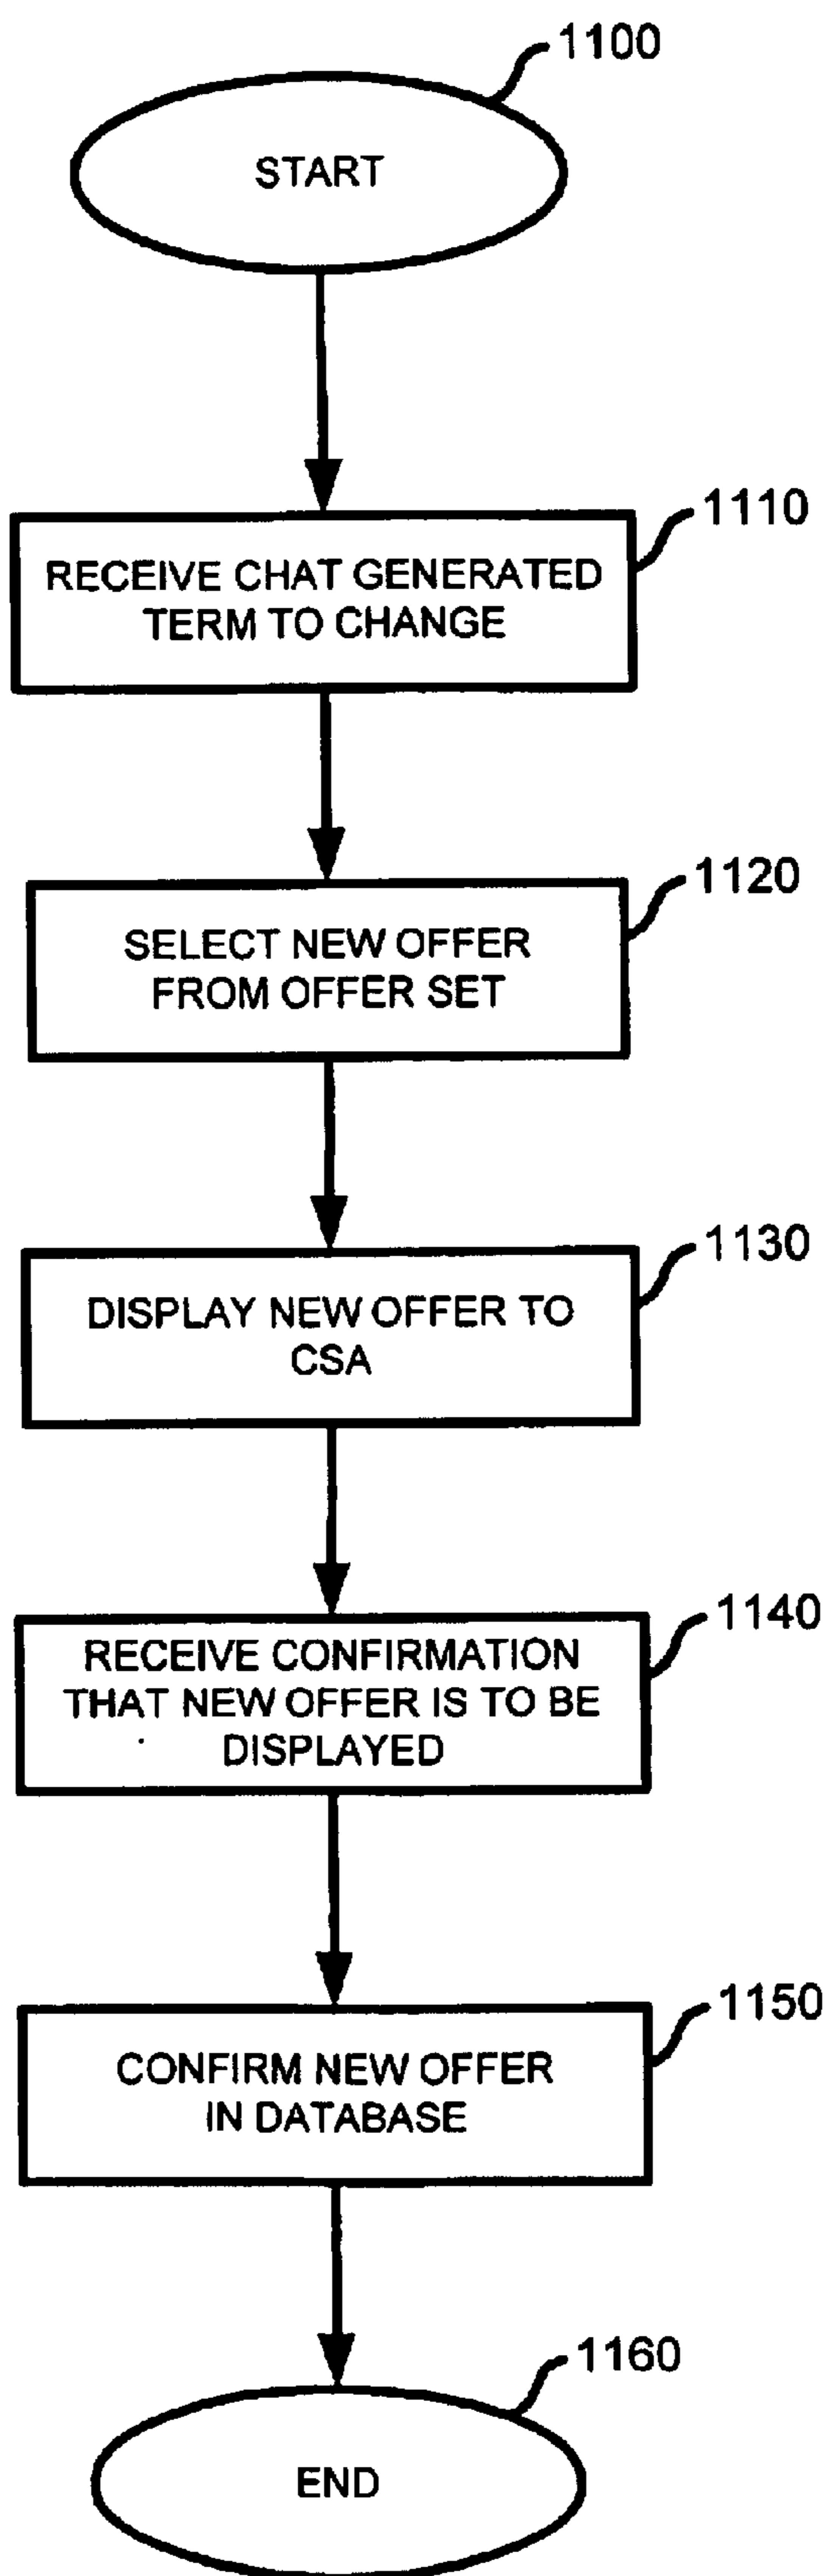 1100
START
1110
RECEIVE CHAT GENERATED
TERM TO CHANGE
1120
SELECT NEW OFFER
FROM OFFER SET
1130
DISPLAY NEW OFFER TO
CSA
1140
RECEIVE CONFIRMATION
THAT NEW OFFER IS TO BE
DISPLAYED
1150
CONFIRM NEW OFFER
IN DATABASE
1160
END